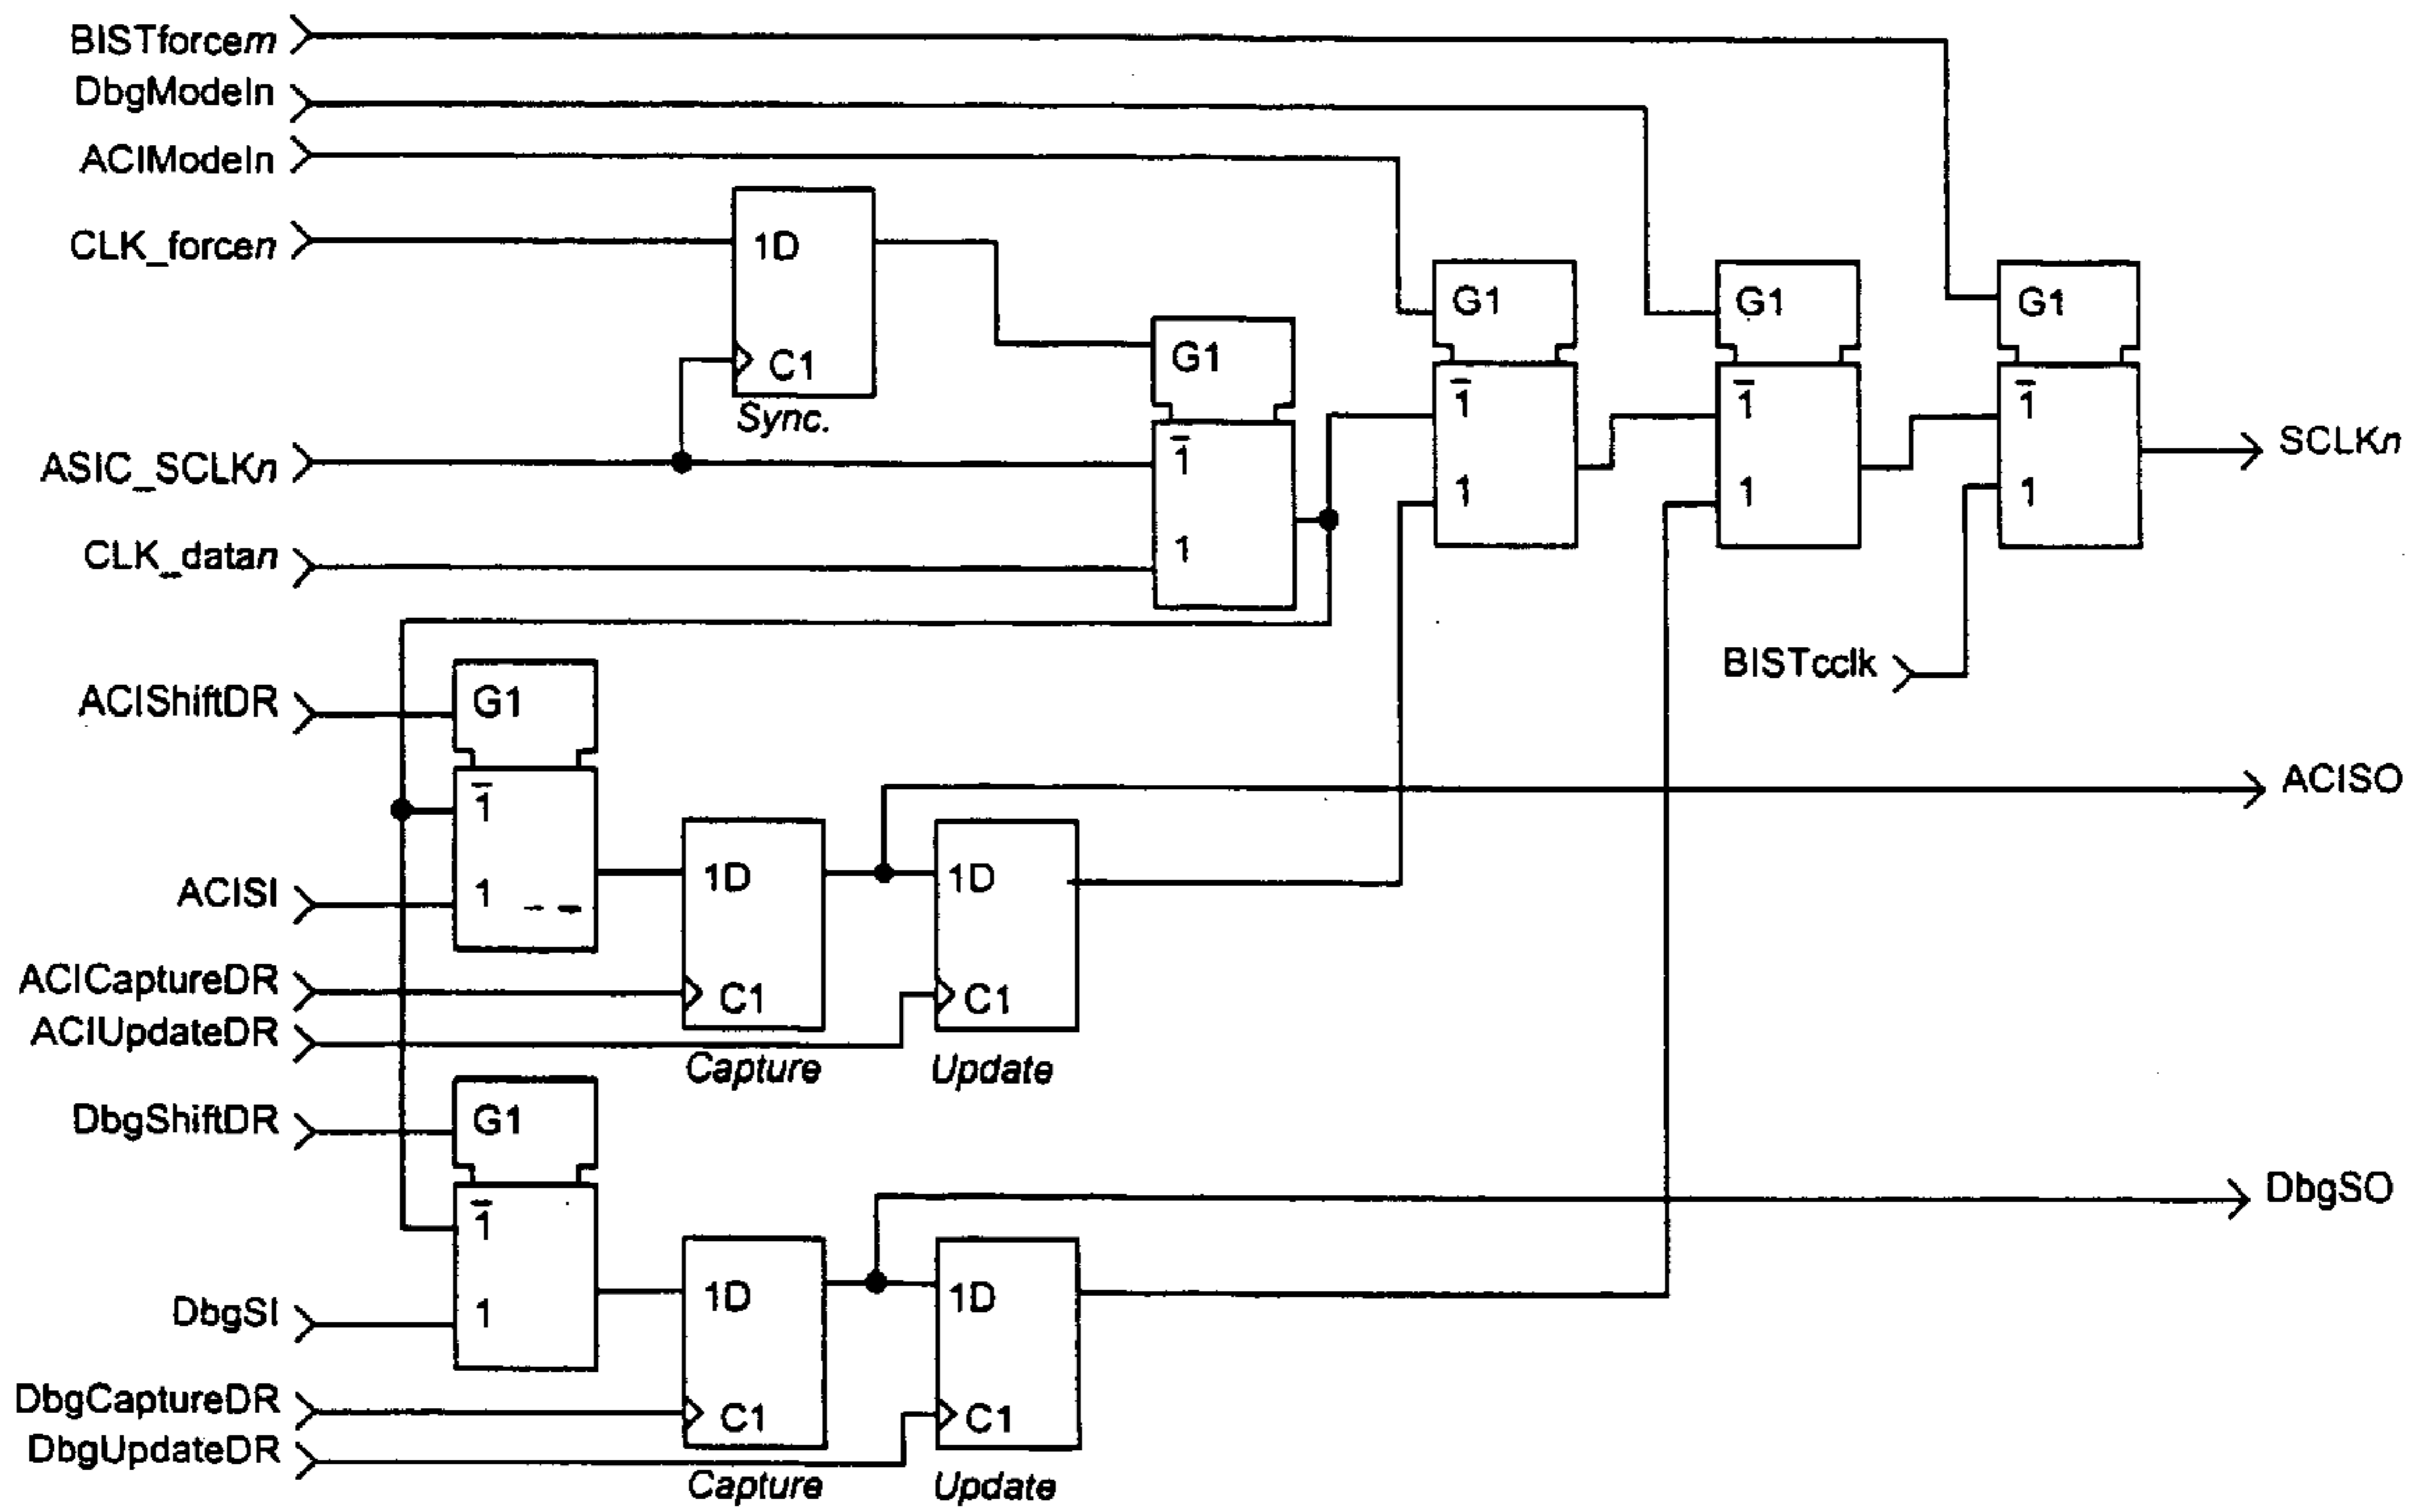 BISTforcem
DbgModeIn
ACIModeIn
CLK_forcen
1D
C1
Sync.
G1
1
1
G1
1
1
G1
1
1
G1
1
1
ASIC_SCLKn
CLK_datan
SCLKn
BISTcclk
ACIShiftDR
G1
1
1
ACISI
1D
C1
Capture
1D
C1
Update
ACISO
ACICaptureDR
ACIUpdateDR
DbgShiftDR
G1
1
1
DbgSI
1D
C1
Capture
1D
C1
Update
DbgSO
DbgCaptureDR
DbgUpdateDR